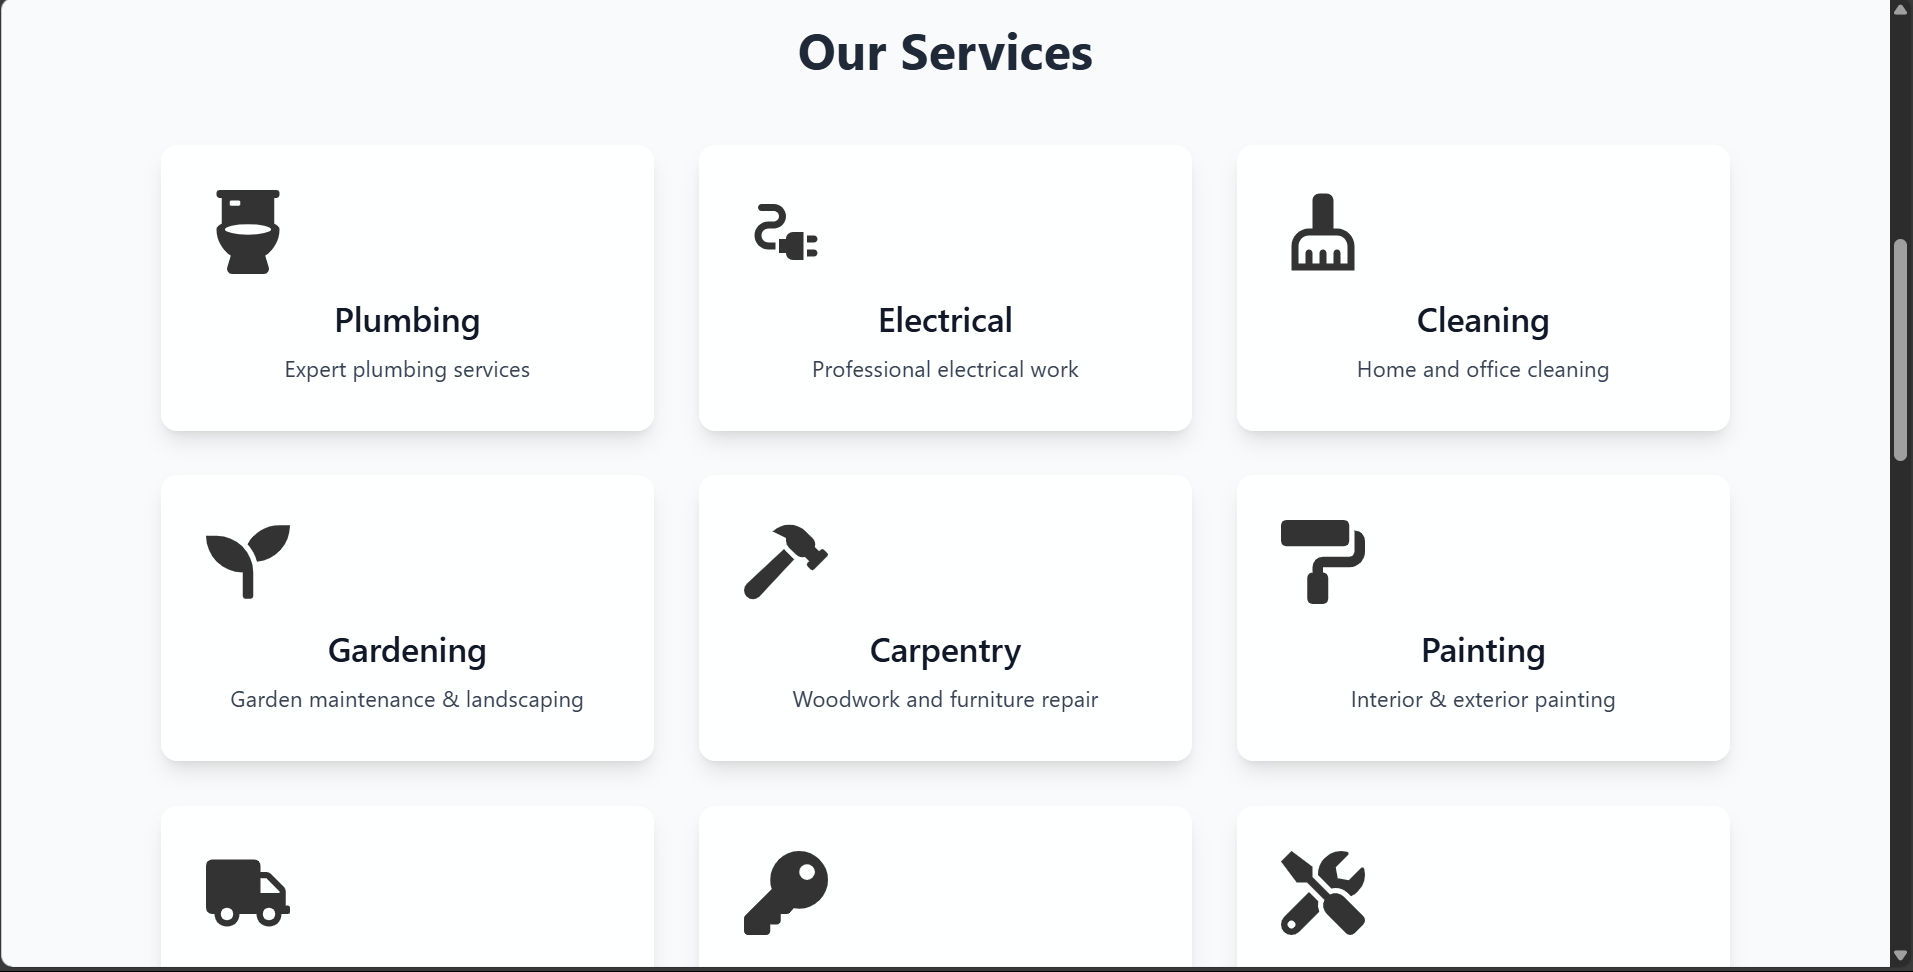 Our Services
Plumbing
Expert plumbing services
Electrical
Professional electrical work
Cleaning
Home and office cleaning
Gardening
Garden maintenance & landscaping
Carpentry
Woodwork and furniture repair
Painting
Interior & exterior painting